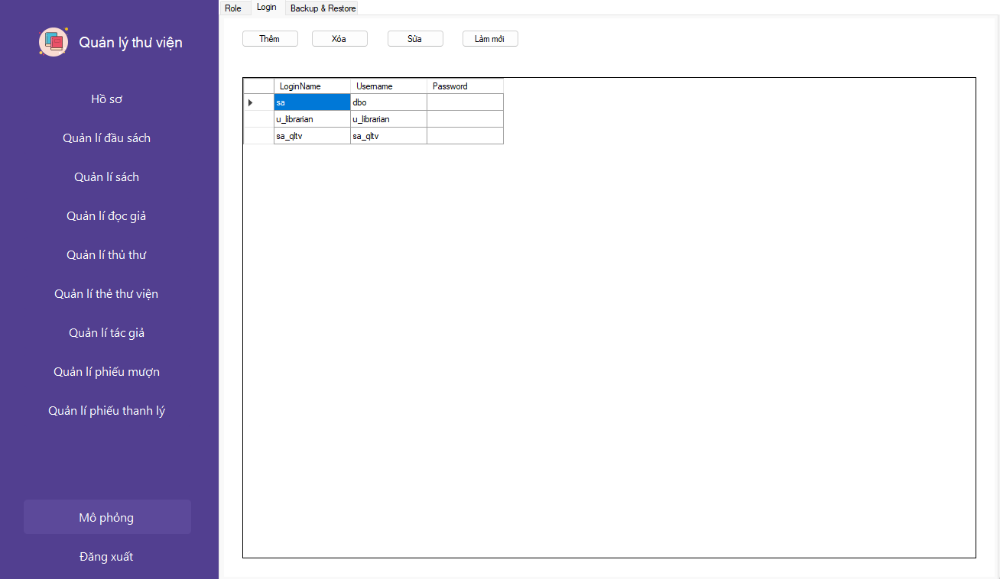 Quản lý thư viện
Hồ sơ
Quản lí đầu sách
Quản lí sách
Quản lí đọc giả
Quản lí thủ thư
Quản lí thẻ thư viện
Quản lí tác giả
Quản lí phiếu mượn
Quản lí phiếu thanh lý
Mô phỏng
Đăng xuất
Role Login Backup & Restore
Thêm Xóa Sửa Làm mới
LoginName Username Password
sa dbo
u_librarian u_librarian
sa_qltv sa_qltv